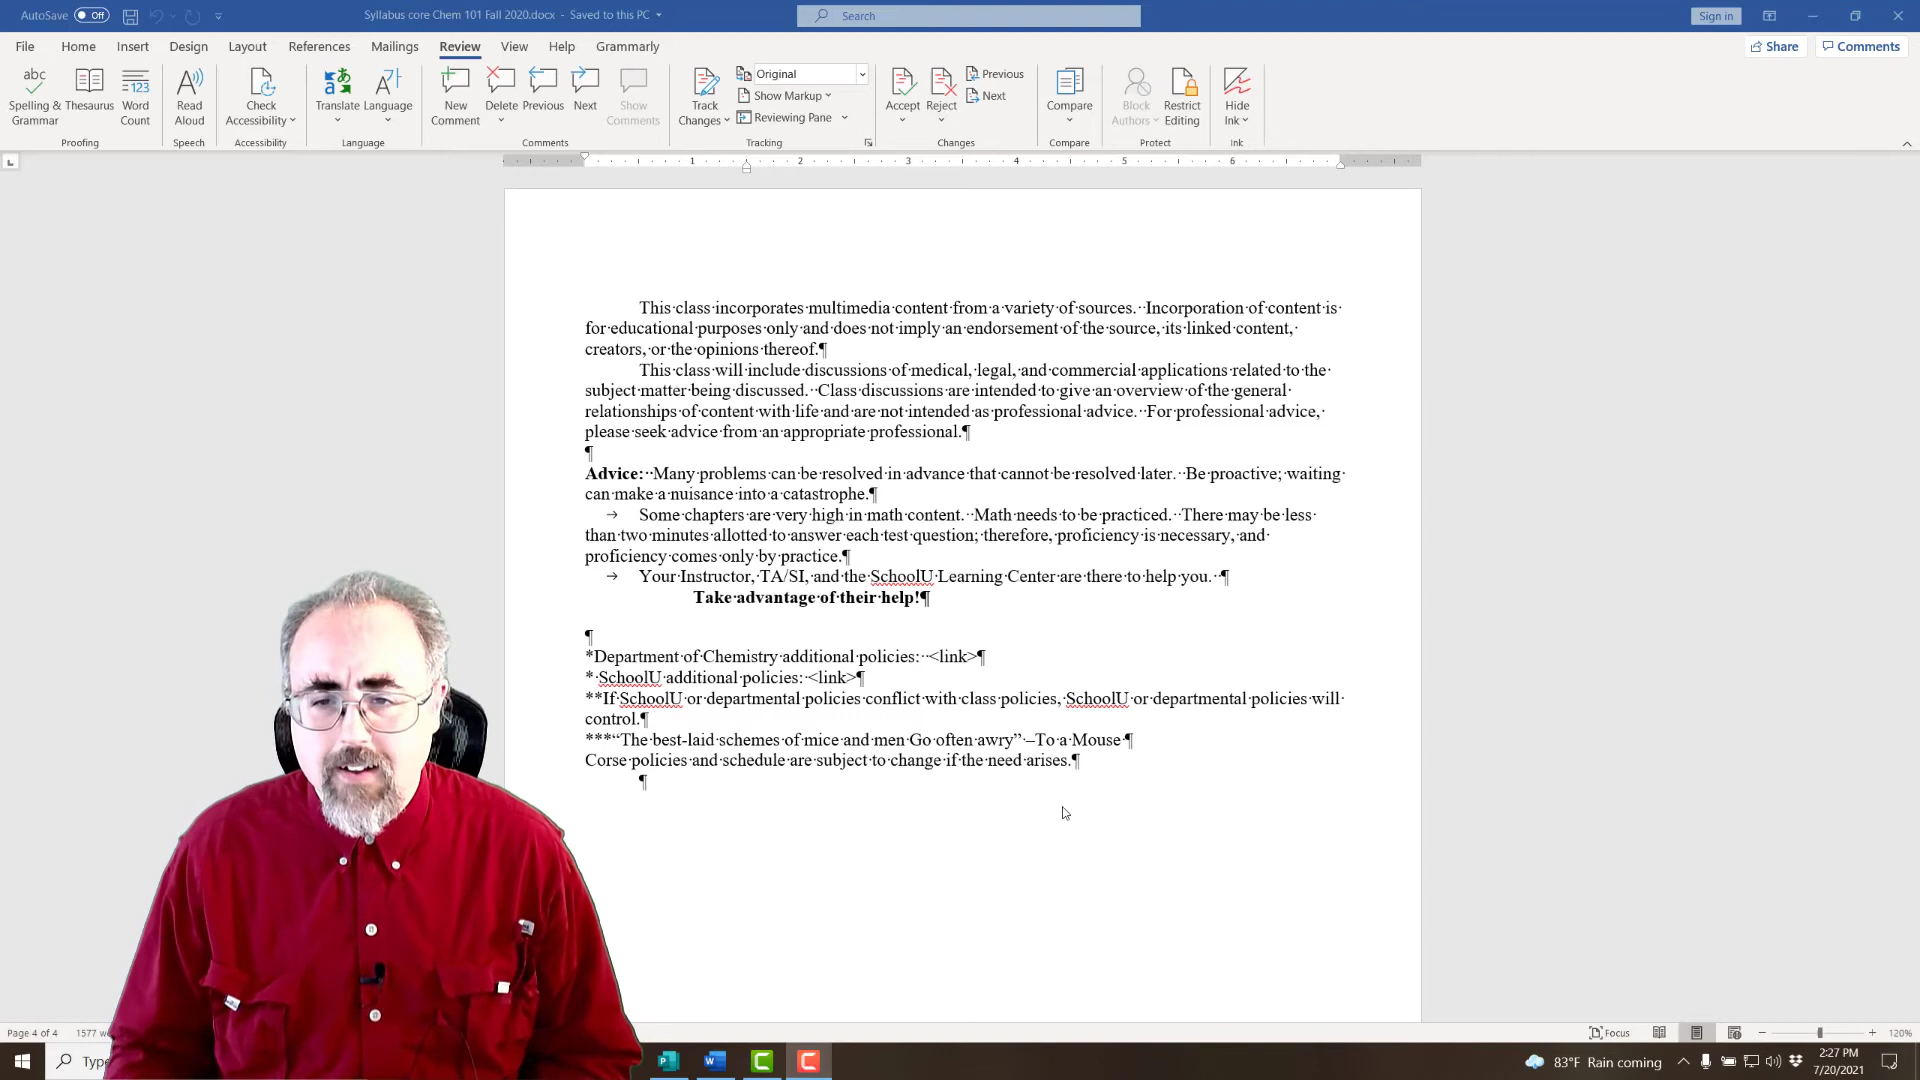 AutoSave Off Syllabus core Chem 101 Fall 2020.docx - Saved to this PC Search Sign in
File Home Insert Design Layout References Mailings Review View Help Grammarly Share Comments
Spelling & Grammar
Thesaurus
Word Count
Read Aloud
Check Accessibility
Translate
Language
New Comment
Delete
Previous
Next
Show Comments
Track Changes
Original
Show Markup
Reviewing Pane
Accept
Reject
Previous
Next
Compare
Block Authors
Restrict Editing
Hide Ink
Proofing Speech Accessibility Language Comments Tracking Changes Compare Protect Ink
1 2 3 4 5 6
This class incorporates multimedia content from a variety of sources. Incorporation of content is
for educational purposes only and does not imply an endorsement of the source, its linked content,
creators, or the opinions thereof.¶
This class will include discussions of medical, legal, and commercial applications related to the
subject matter being discussed. Class discussions are intended to give an overview of the general
relationships of content with life and are not intended as professional advice. For professional advice,
please seek advice from an appropriate professional.¶
¶
Advice: Many problems can be resolved in advance that cannot be resolved later. Be proactive; waiting
can make a nuisance into a catastrophe.¶
→ Some chapters are very high in math content. Math needs to be practiced. There may be less
than two minutes allotted to answer each test question; therefore, proficiency is necessary, and
proficiency comes only by practice.¶
→ Your Instructor, TA/SI, and the SchoolU Learning Center are there to help you. ¶
Take advantage of their help!¶
¶
*Department of Chemistry additional policies: <link>¶
* SchoolU additional policies: <link>¶
**If SchoolU or departmental policies conflict with class policies, SchoolU or departmental policies will
control.¶
***“The best-laid schemes of mice and men Go often awry” –To a Mouse ¶
Corse policies and schedule are subject to change if the need arises.¶
¶
Page 4 of 4 1577 Focus 120%
Type 83°F Rain coming 2:27 PM
7/20/2021